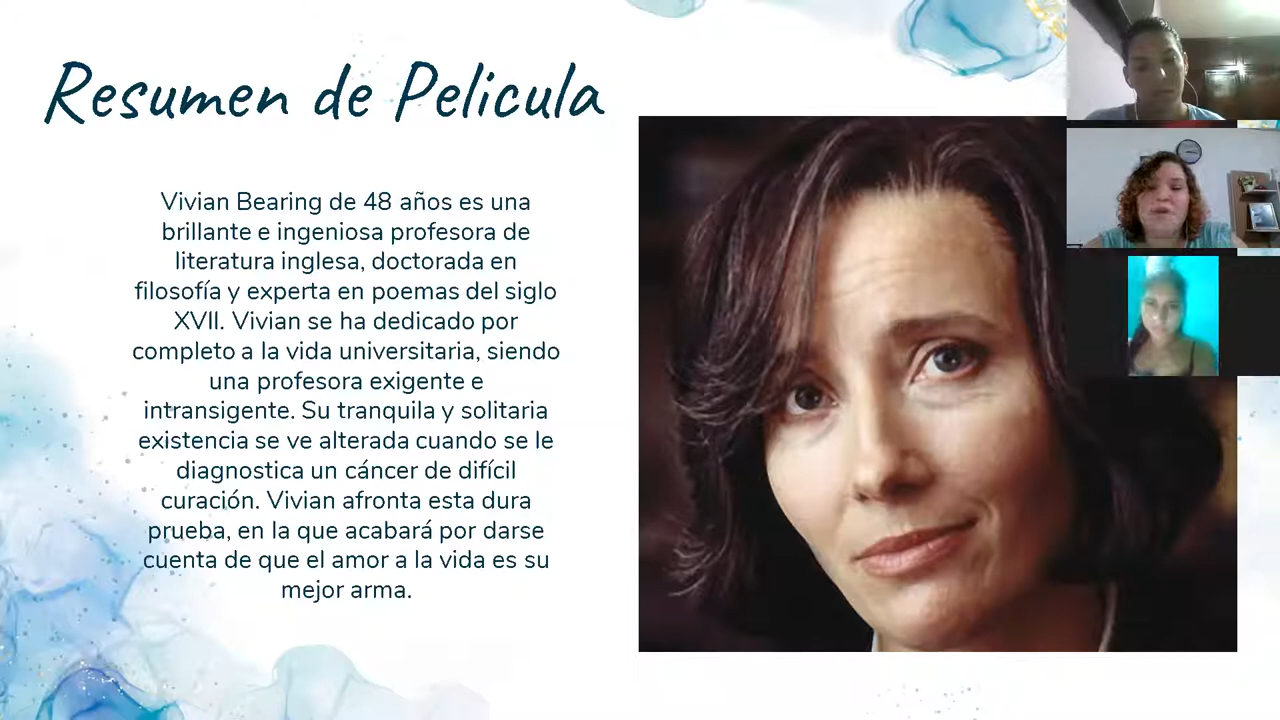 Resumen de Pelicula
Vivian Bearing de 48 años es una
brillante e ingeniosa profesora de
literatura inglesa, doctorada en
filosofía y experta en poemas del siglo
XVII. Vivian se ha dedicado por
completo a la vida universitaria, siendo
una profesora exigente e
intransigente. Su tranquila y solitaria
existencia se ve alterada cuando se le
diagnostica un cáncer de difícil
curación. Vivian afronta esta dura
prueba, en la que acabará por darse
cuenta de que el amor a la vida es su
mejor arma.